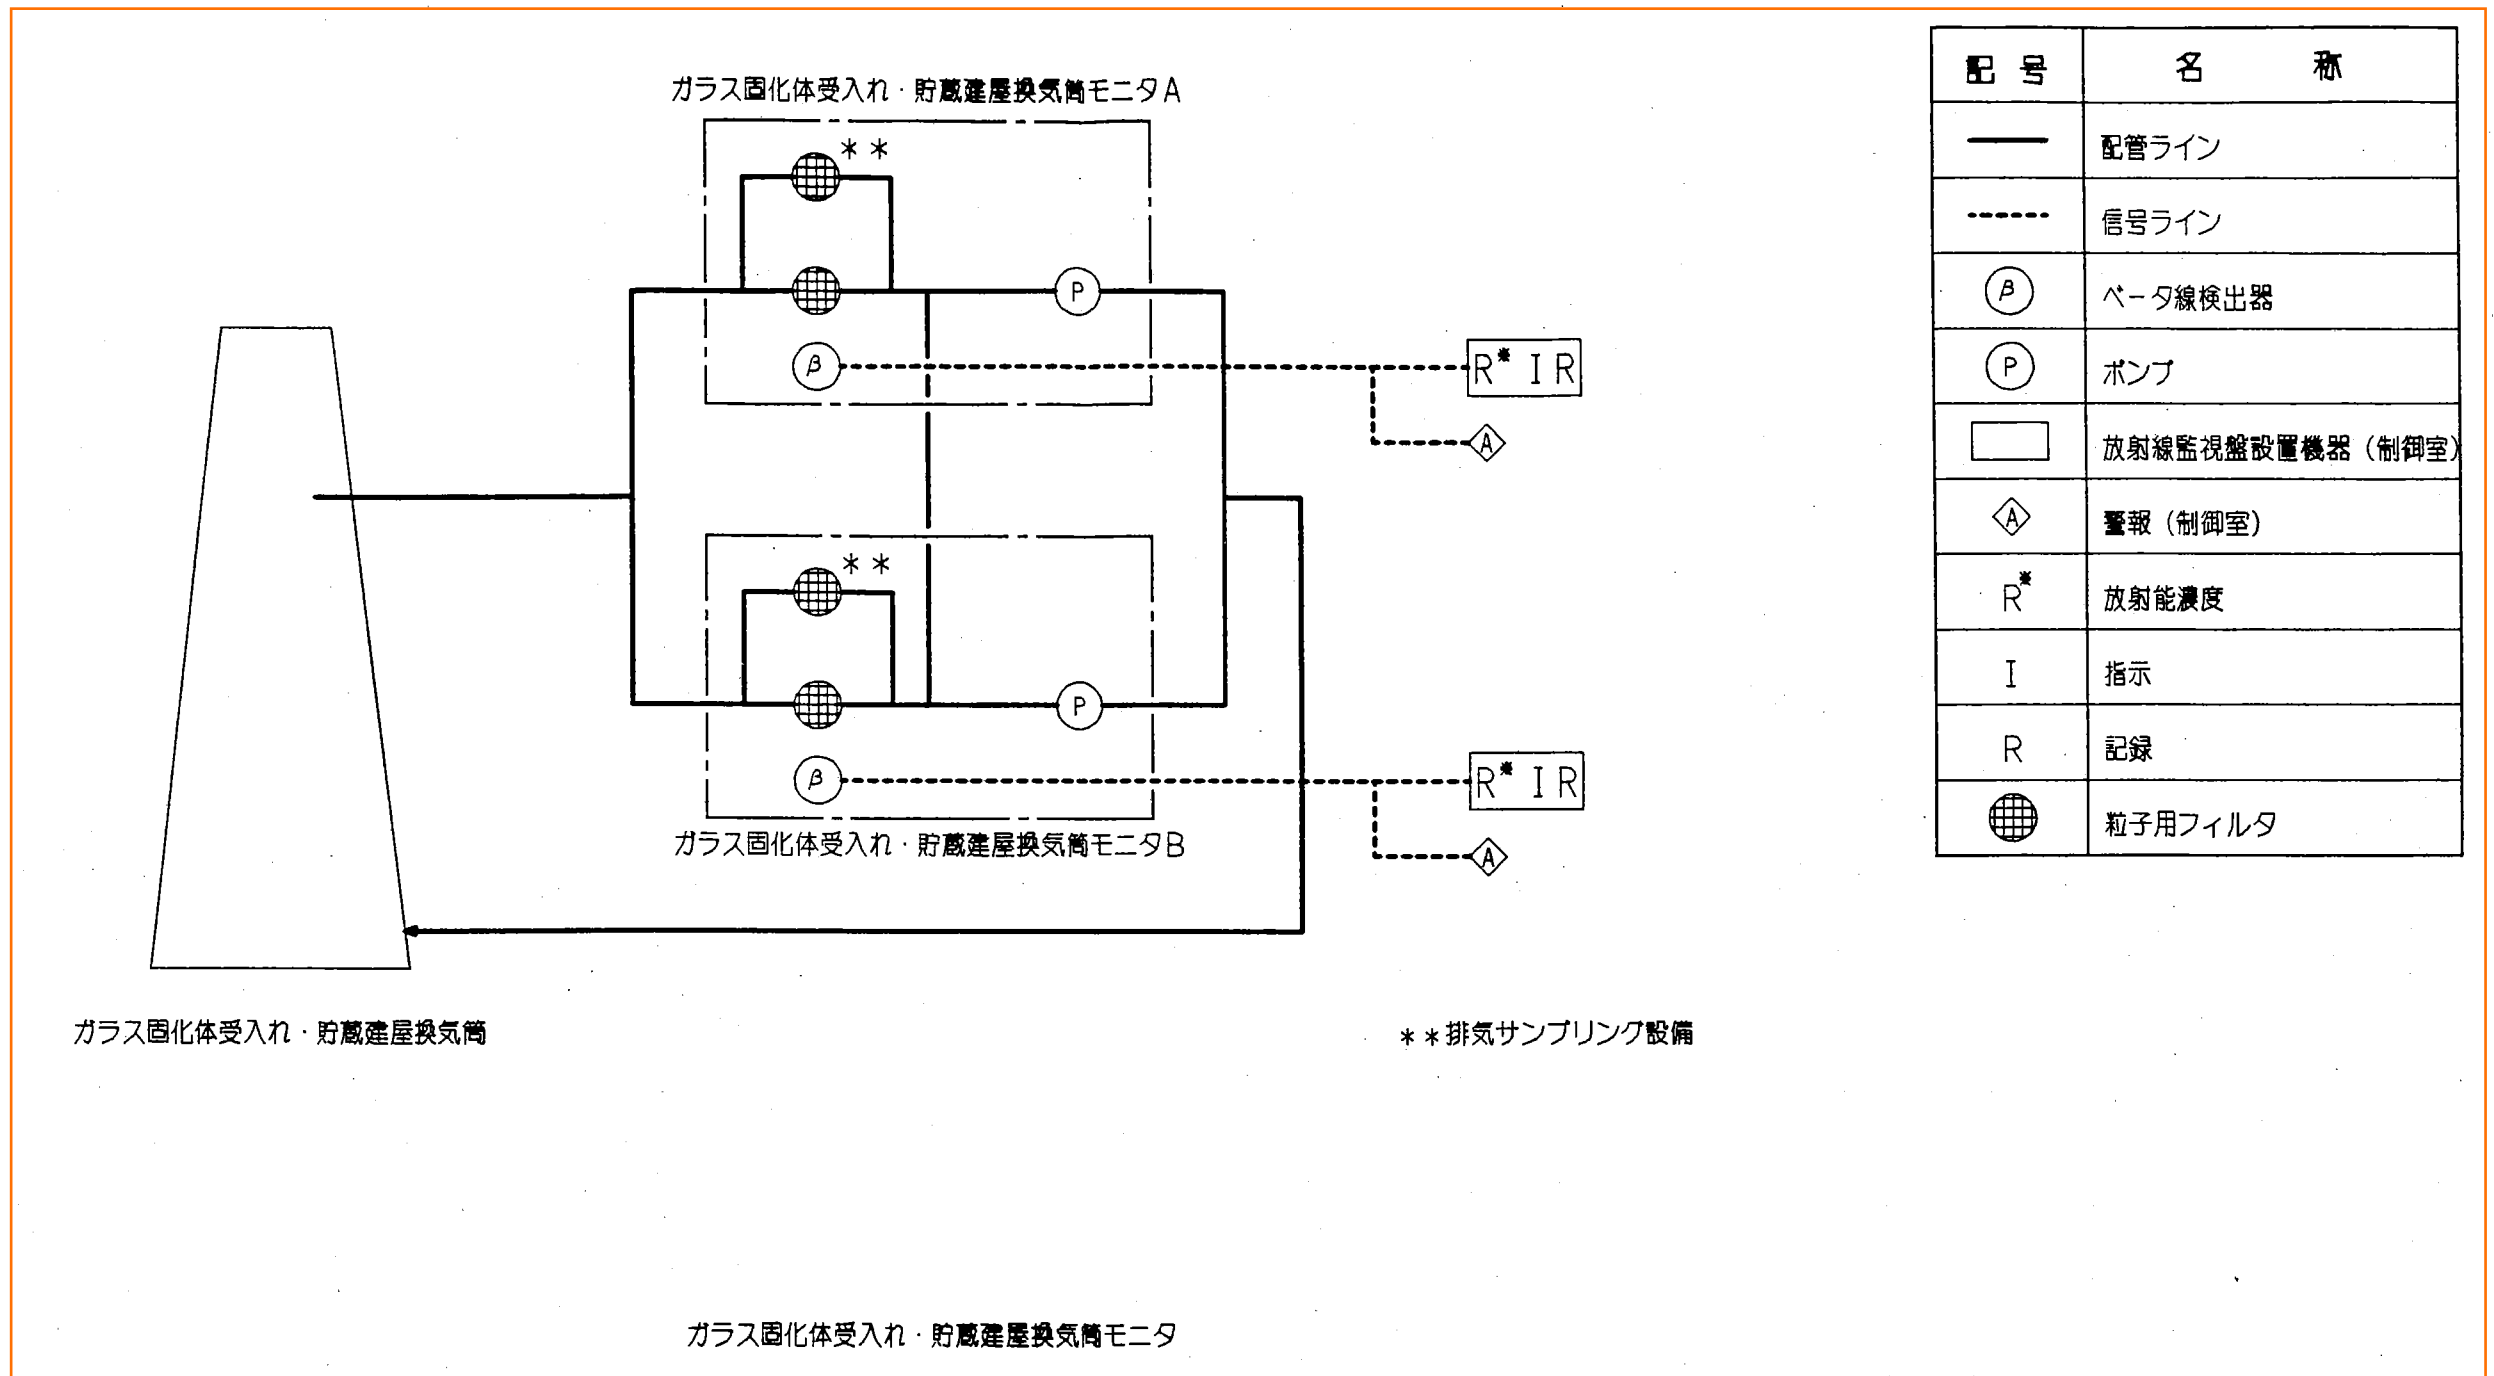 ガラス固化体受入れ・貯蔵建屋換気筒モニタA
**
P
β
R* I R
A
**
P
β
R* I R
A
ガラス固化体受入れ・貯蔵建屋換気筒モニタB
ガラス固化体受入れ・貯蔵建屋換気筒
**排気サンプリング設備
ガラス固化体受入れ・貯蔵建屋換気筒モニタ
記号 名称
配管ライン
信号ライン
β ベータ線検出器
P ポンプ
放射線監視盤設置機器(制御室)
A 警報(制御室)
R* 放射能濃度
I 指示
R 記録
粒子用フィルタ